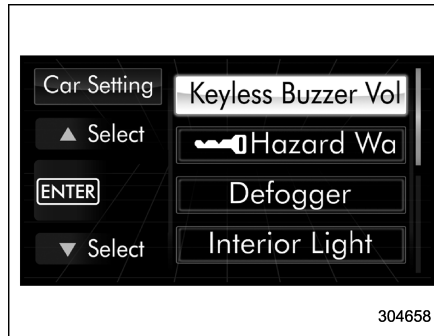 Car Setting
Keyless Buzzer Vol
▲ Select
Hazard Wa
ENTER
Defogger
▼ Select
Interior Light
304658